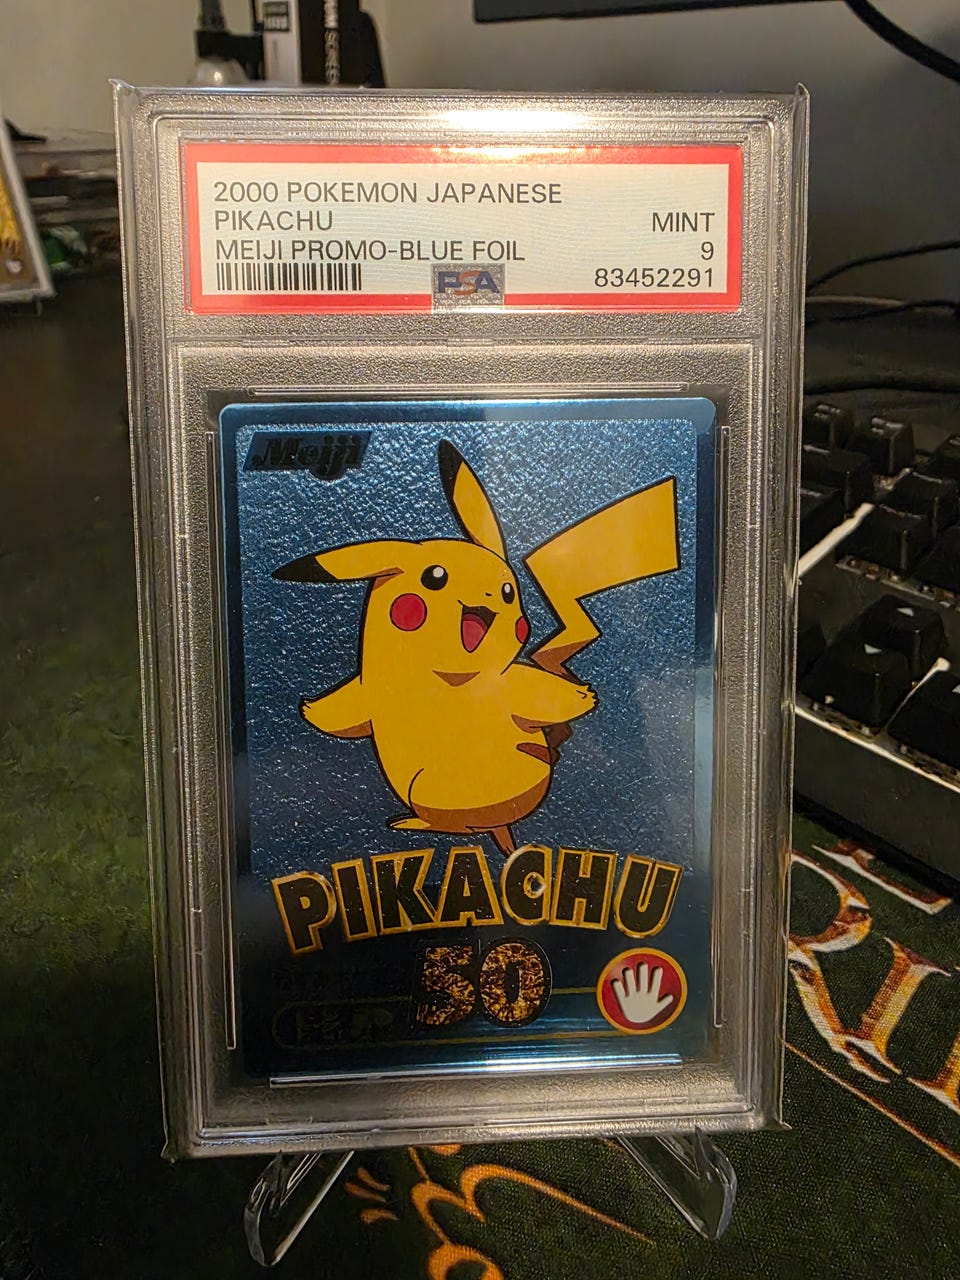 2000 POKEMON JAPANESE
PIKACHU MINT
MEIJI PROMO-BLUE FOIL 9
PSA 83452291
Meiji
PIKACHU
50